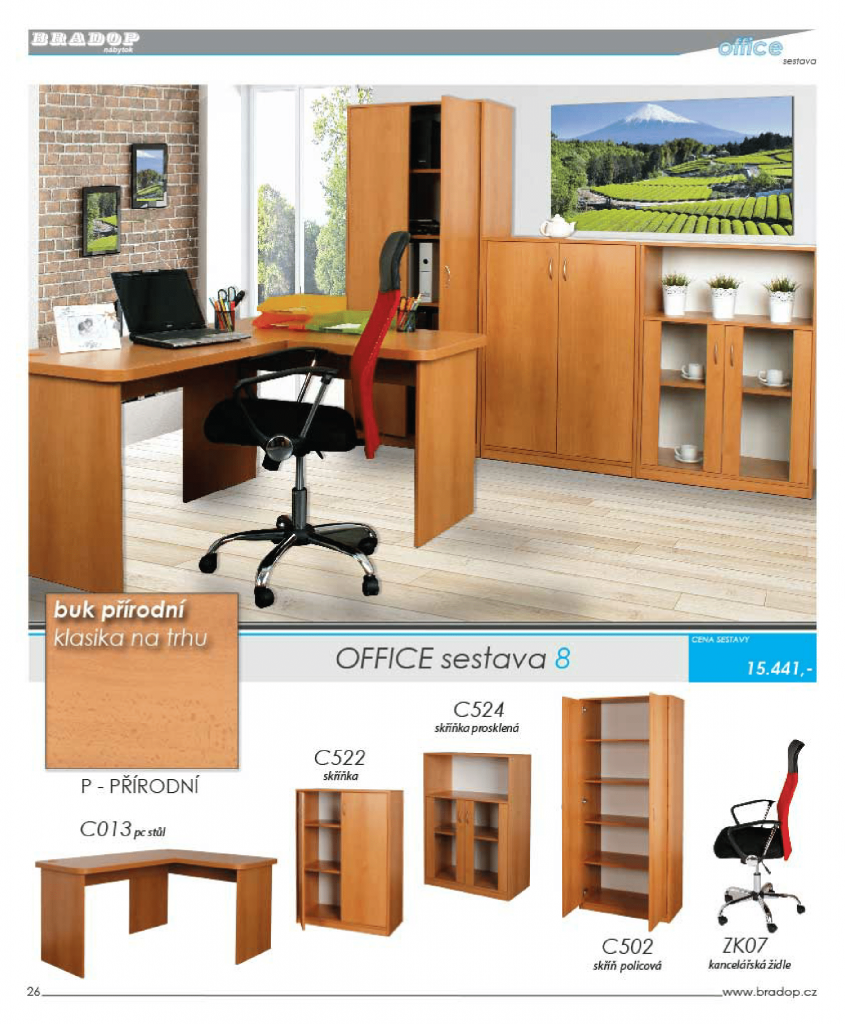 BRADOP
nábytek
office
sestava
buk přírodní
klasika na trhu
OFFICE sestava 8
CENA SESTAVY
15.441,-
P - PŘÍRODNÍ
C013 pc stůl
C522
skříňka
C524
skříňka prosklená
C502
skříň policová
ZK07
kancelářská židle
26
www.bradop.cz